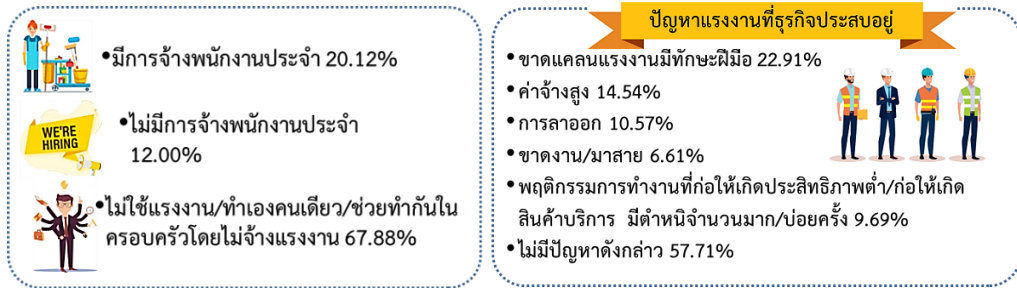 •มีการจ้างพนักงานประจำ 20.12%
WE'RE
HIRING
•ไม่มีการจ้างพนักงานประจำ
12.00%
•ไม่ใช้แรงงาน/ทำเองคนเดียว/ช่วยทำกันใน
ครอบครัวโดยไม่จ้างแรงงาน 67.88%
ปัญหาแรงงานที่ธุรกิจประสบอยู่
•ขาดแคลนแรงงานมีทักษะฝีมือ 22.91%
•ค่าจ้างสูง 14.54%
•การลาออก 10.57%
•ขาดงาน/มาสาย 6.61%
•พฤติกรรมการทำงานที่ก่อให้เกิดประสิทธิภาพต่ำ/ก่อให้เกิด
สินค้าบริการ มีตำหนิจำนวนมาก/บ่อยครั้ง 9.69%
•ไม่มีปัญหาดังกล่าว 57.71%